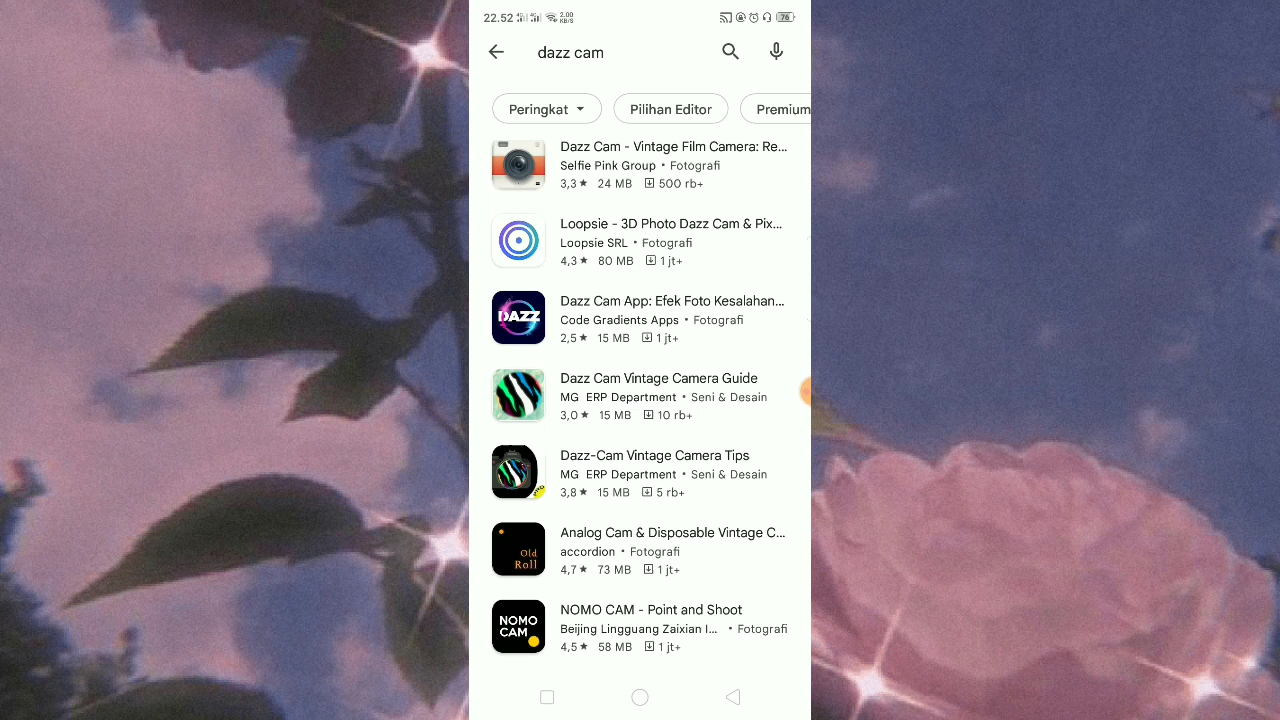 22.52 2,00 KB/S 76
dazz cam
Peringkat Pilihan Editor Premium
Dazz Cam - Vintage Film Camera: Re...
Selfie Pink Group • Fotografi
3,3★ 24 MB 500 rb+
Loopsie - 3D Photo Dazz Cam & Pix...
Loopsie SRL • Fotografi
4,3★ 80 MB 1 jt+
DAZZ
Dazz Cam App: Efek Foto Kesalahan...
Code Gradients Apps • Fotografi
2,5★ 15 MB 1 jt+
Dazz Cam Vintage Camera Guide
MG ERP Department • Seni & Desain
3,0★ 15 MB 10 rb+
Dazz-Cam Vintage Camera Tips
MG ERP Department • Seni & Desain
3,8★ 15 MB 5 rb+
Old
Roll
Analog Cam & Disposable Vintage C...
accordion • Fotografi
4,7★ 73 MB 1 jt+
NOMO
CAM
NOMO CAM - Point and Shoot
Beijing Lingguang Zaixian I... • Fotografi
4,5★ 58 MB 1 jt+